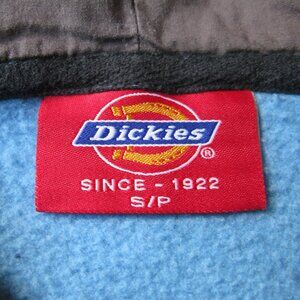 Dickies
®
SINCE - 1922
S/P